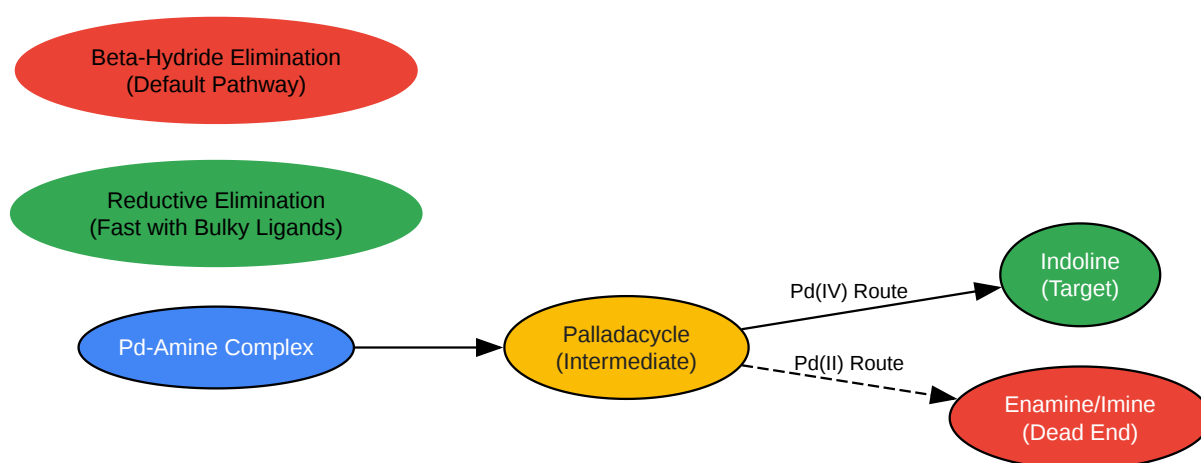 Beta-Hydride Elimination
(Default Pathway)
Reductive Elimination
(Fast with Bulky Ligands)
Pd-Amine Complex
Palladacycle
(Intermediate)
Pd(IV) Route
Pd(II) Route
Indoline
(Target)
Enamine/Imine
(Dead End)